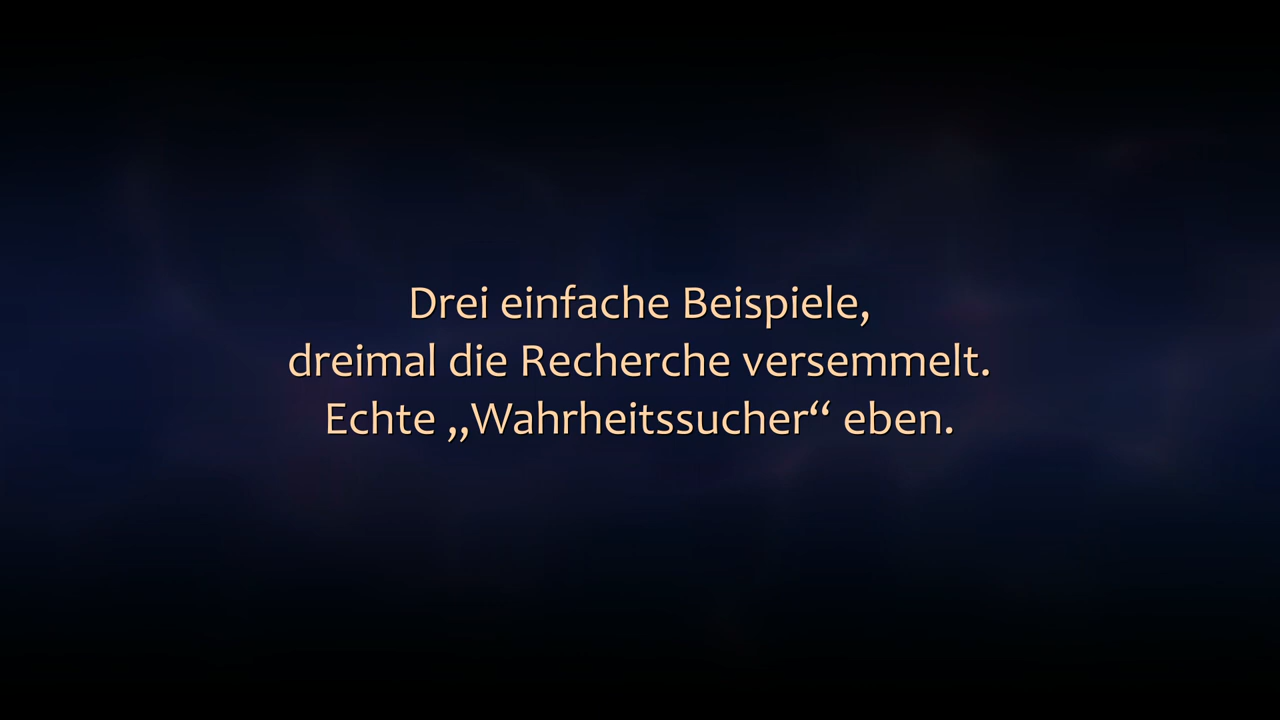 Drei einfache Beispiele,
dreimal die Recherche versemmelt.
Echte „Wahrheitssucher“ eben.